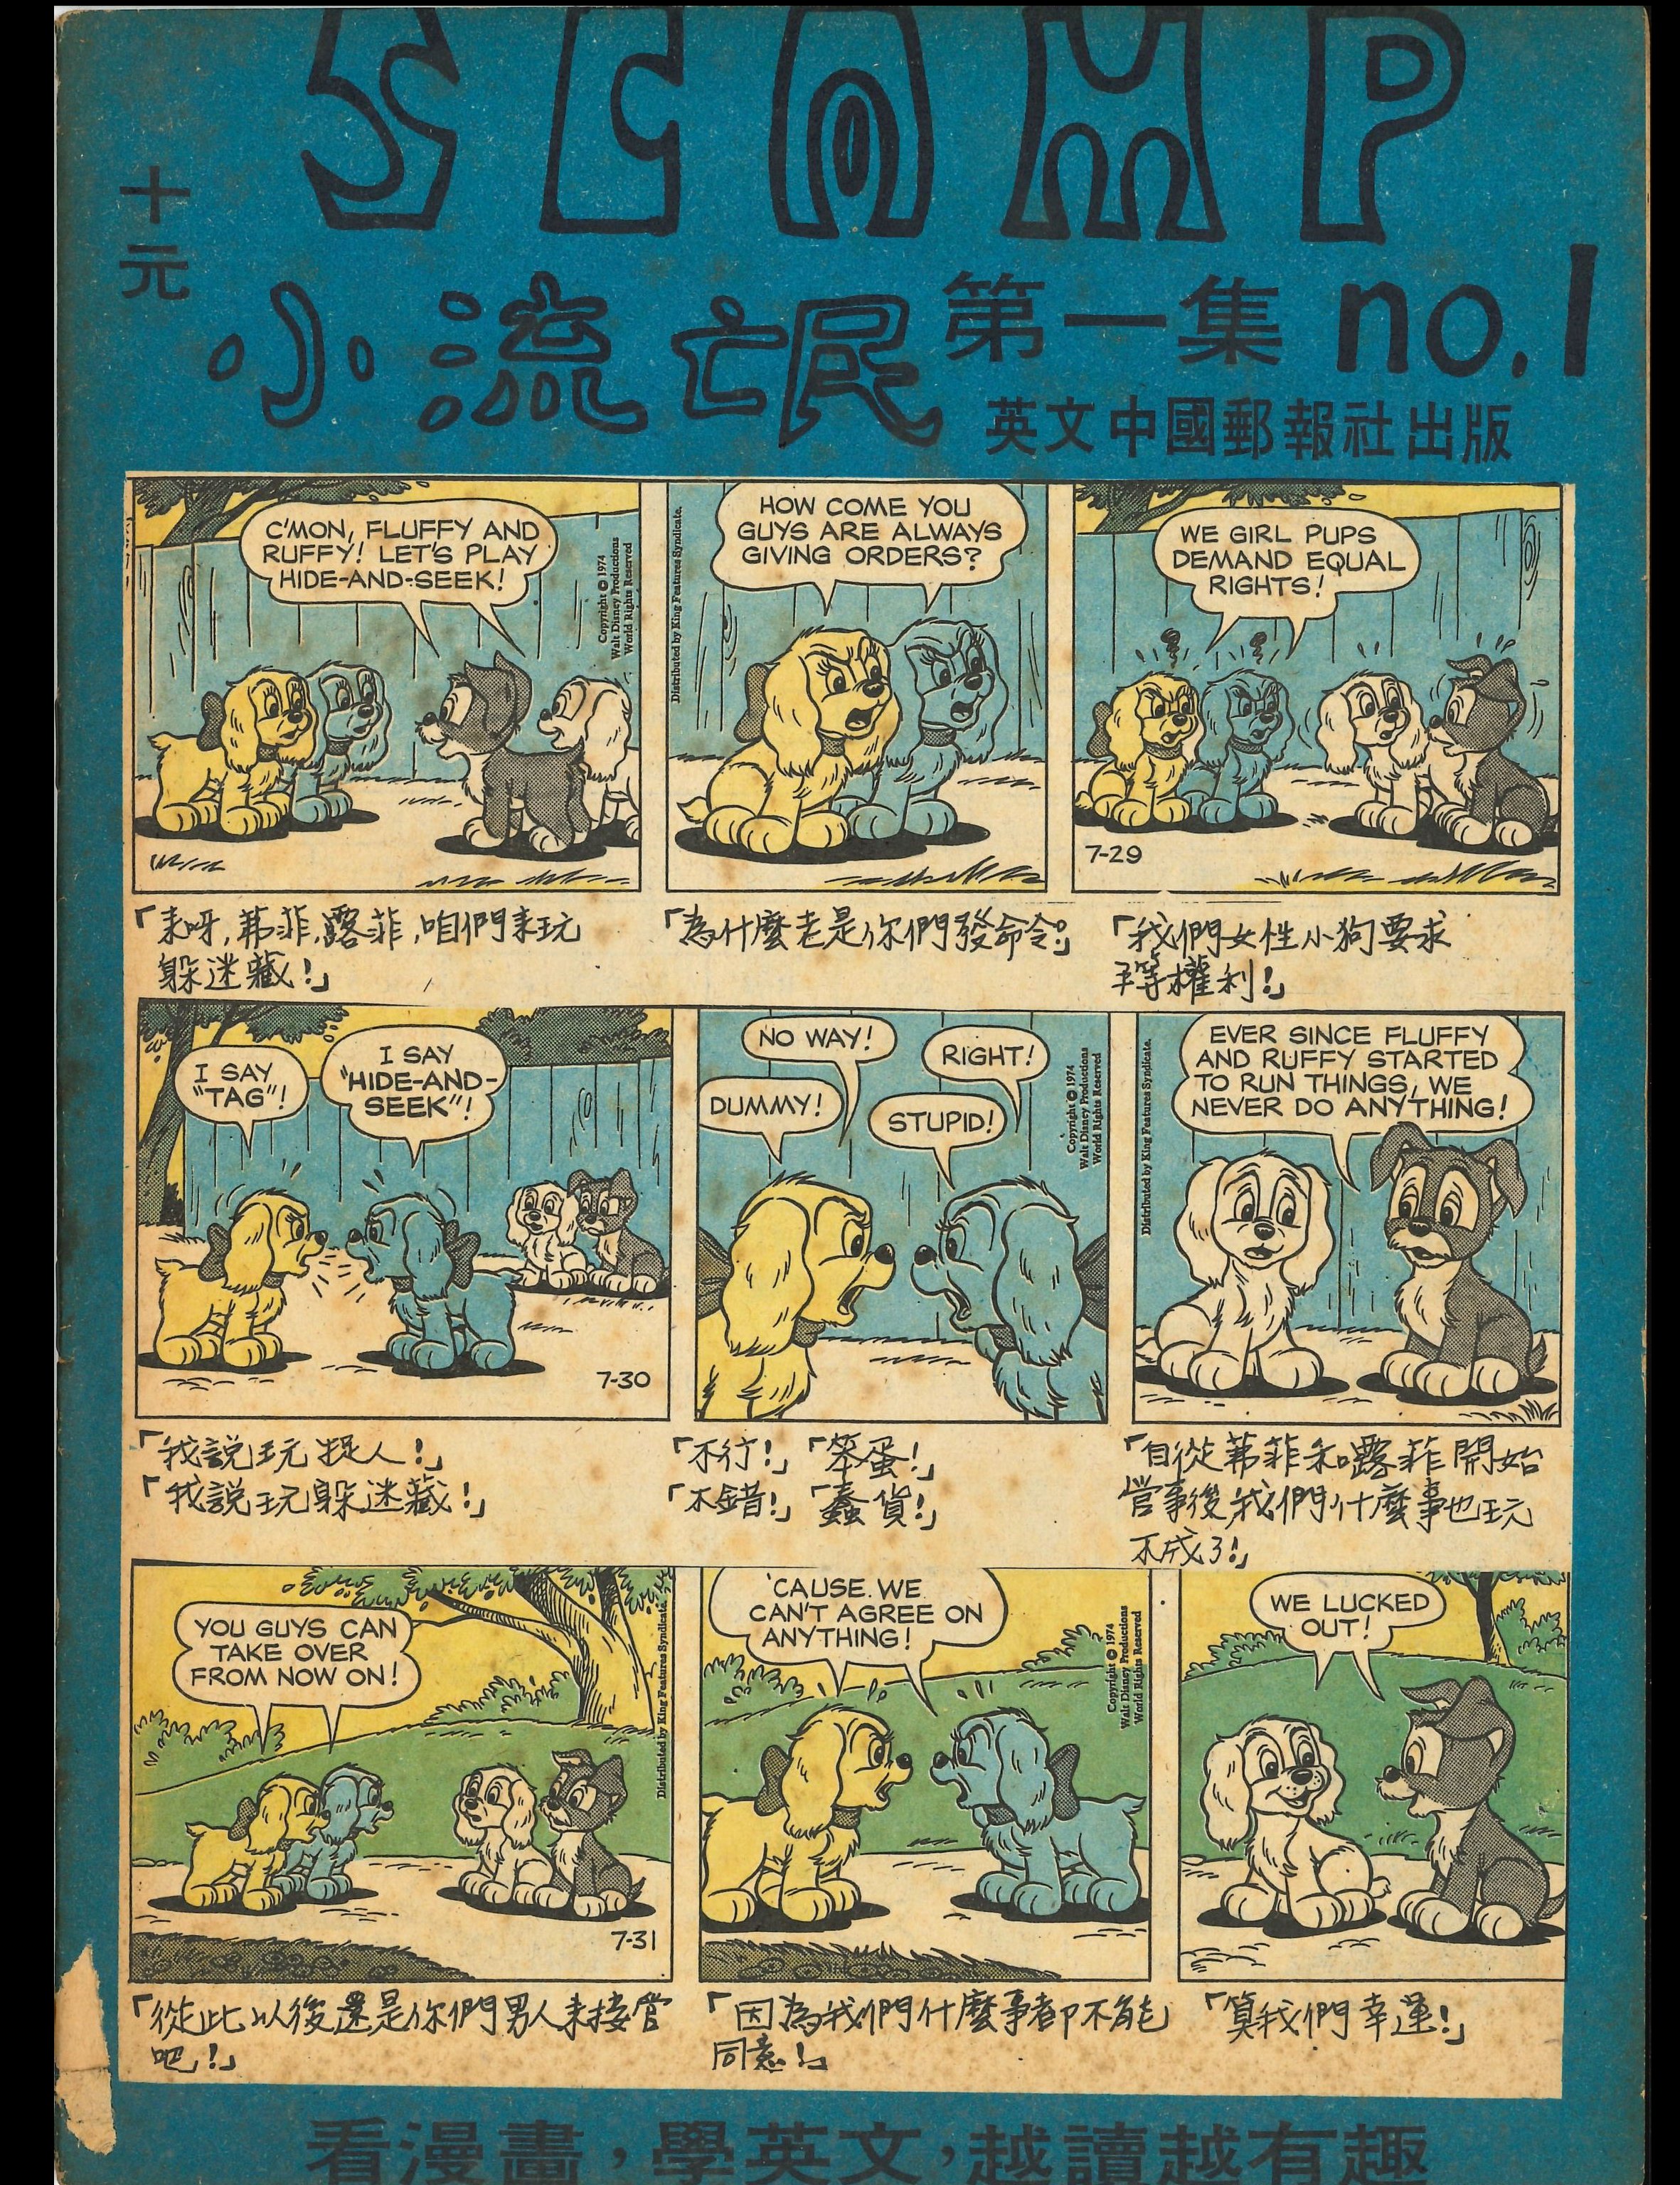 SCAMP
十元
小流氓 第一集 no.1
英文中國郵報社出版
C'MON, FLUFFY AND
RUFFY! LET'S PLAY
HIDE-AND-SEEK!
Copyright © 1974
Walt Disney Productions
World Rights Reserved
Distributed by King Features Syndicate.
HOW COME YOU
GUYS ARE ALWAYS
GIVING ORDERS?
WE GIRL PUPS
DEMAND EQUAL
RIGHTS!
7-29
「來呀,茀菲,露菲,咱們來玩
躲迷藏!」
「為什麼老是你們發命令?」
「我們女性小狗要求
平等權利!」
I SAY
"TAG"!
I SAY
"HIDE-AND-
SEEK"!
7-30
NO WAY!
DUMMY!
RIGHT!
STUPID!
Copyright © 1974
Walt Disney Productions
World Rights Reserved
Distributed by King Features Syndicate.
EVER SINCE FLUFFY
AND RUFFY STARTED
TO RUN THINGS, WE
NEVER DO ANYTHING!
「我說玩捉人!」
「我說玩躲迷藏!」
「不行!」「笨蛋!」
「不錯!」「蠢貨!」
「自從茀菲和露菲開始
管事後,我們什麼事也玩
不成了!」
YOU GUYS CAN
TAKE OVER
FROM NOW ON!
Distributed by King Features Syndicate.
7-31
'CAUSE WE
CAN'T AGREE ON
ANYTHING!
Copyright © 1974
Walt Disney Productions
World Rights Reserved
WE LUCKED
OUT!
「從此以後還是你們男人來接管
吧!」
「因為我們什麼事都不能
同意!」
「算我們幸運!」
看漫畫,學英文,越讀越有趣